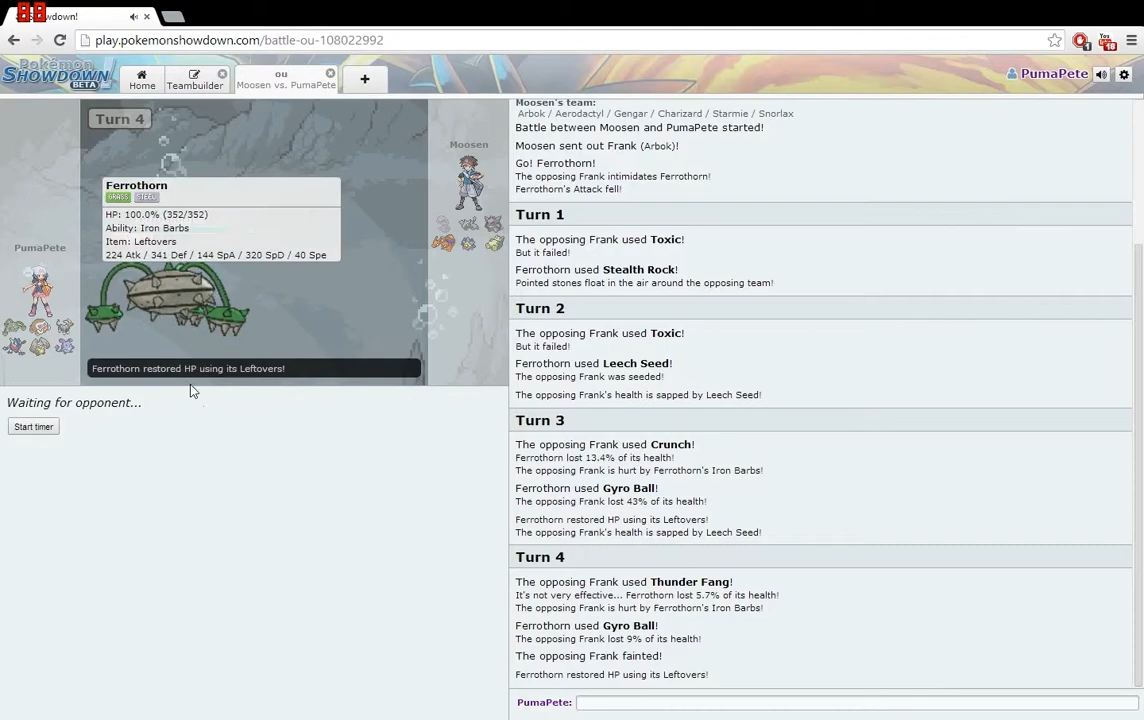 88
Showdown!
play.pokemonshowdown.com/battle-ou-108022992
1
You
18
Pokémon
SHOWDOWN
BETA
Home
Teambuilder
ou
Moosen vs. PumaPete
+
PumaPete
Turn 4
Moosen
Ferrothorn
GRASS STEEL
HP: 100.0% (352/352)
Ability: Iron Barbs
Item: Leftovers
224 Atk / 341 Def / 144 SpA / 320 SpD / 40 Spe
PumaPete
Ferrothorn restored HP using its Leftovers!
Waiting for opponent...
Start timer
Moosen's team:
Arbok / Aerodactyl / Gengar / Charizard / Starmie / Snorlax
Battle between Moosen and PumaPete started!
Moosen sent out Frank (Arbok)!
Go! Ferrothorn!
The opposing Frank intimidates Ferrothorn!
Ferrothorn's Attack fell!
Turn 1
The opposing Frank used Toxic!
But it failed!
Ferrothorn used Stealth Rock!
Pointed stones float in the air around the opposing team!
Turn 2
The opposing Frank used Toxic!
But it failed!
Ferrothorn used Leech Seed!
The opposing Frank was seeded!
The opposing Frank's health is sapped by Leech Seed!
Turn 3
The opposing Frank used Crunch!
Ferrothorn lost 13.4% of its health!
The opposing Frank is hurt by Ferrothorn's Iron Barbs!
Ferrothorn used Gyro Ball!
The opposing Frank lost 43% of its health!
Ferrothorn restored HP using its Leftovers!
The opposing Frank's health is sapped by Leech Seed!
Turn 4
The opposing Frank used Thunder Fang!
It's not very effective... Ferrothorn lost 5.7% of its health!
The opposing Frank is hurt by Ferrothorn's Iron Barbs!
Ferrothorn used Gyro Ball!
The opposing Frank lost 9% of its health!
The opposing Frank fainted!
Ferrothorn restored HP using its Leftovers!
PumaPete: